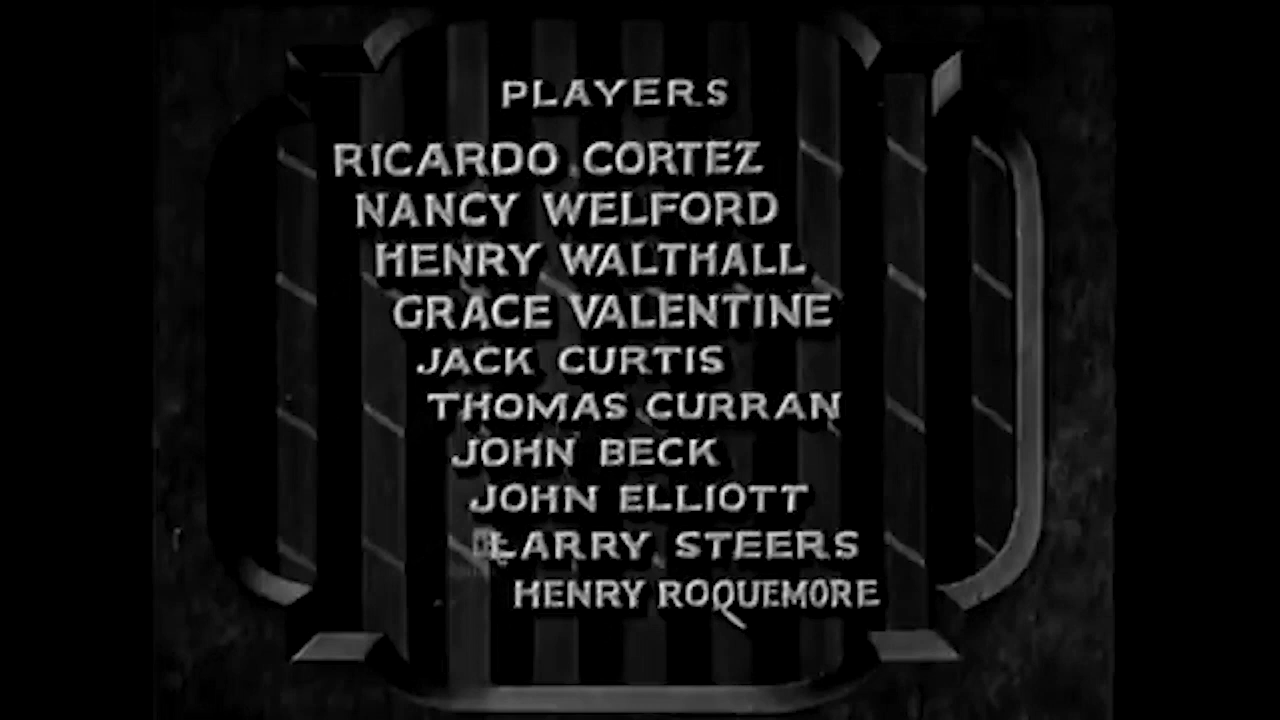 PLAYERS
RICARDO CORTEZ
NANCY WELFORD
HENRY WALTHALL
GRACE VALENTINE
JACK CURTIS
THOMAS CURRAN
JOHN BECK
JOHN ELLIOTT
LARRY STEERS
HENRY ROQUEMORE